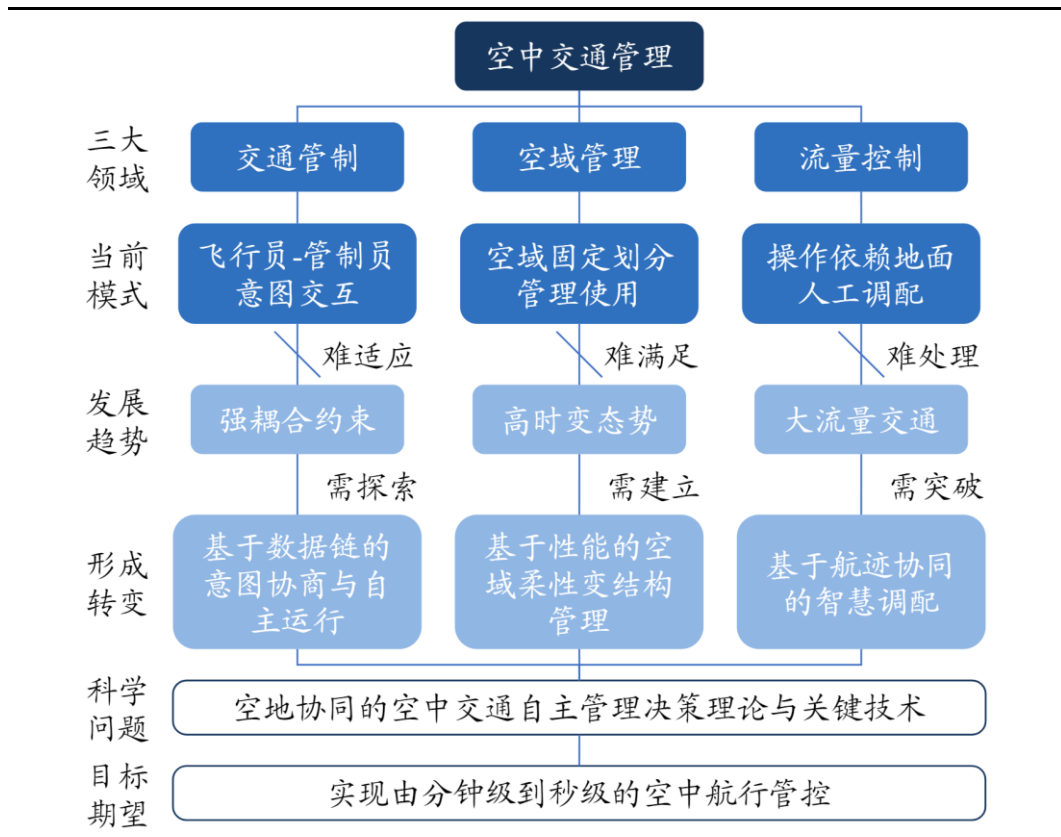 空中交通管理
三大
领域
交通管制
空域管理
流量控制
当前
模式
飞行员-管制员
意图交互
空域固定划分
管理使用
操作依赖地面
人工调配
难适应
难满足
难处理
发展
趋势
强耦合约束
高时变态势
大流量交通
需探索
需建立
需突破
形成
转变
基于数据链的
意图协商与自
主运行
基于性能的空
域柔性变结构
管理
基于航迹协同
的智慧调配
科学
问题
空地协同的空中交通自主管理决策理论与关键技术
目标
期望
实现由分钟级到秒级的空中航行管控